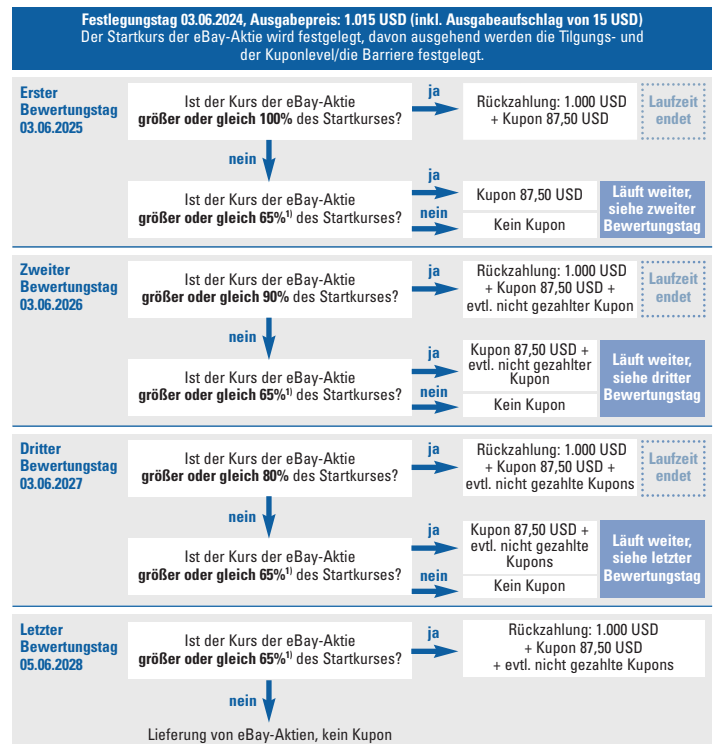 Festlegungstag 03.06.2024, Ausgabepreis: 1.015 USD (inkl. Ausgabeaufschlag von 15 USD)
Der Startkurs der eBay-Aktie wird festgelegt, davon ausgehend werden die Tilgungs- und
der Kuponlevel/die Barriere festgelegt.
Erster
Bewertungstag
03.06.2025
Ist der Kurs der eBay-Aktie
größer oder gleich 100% des Startkurses?
ja
Rückzahlung: 1.000 USD
+ Kupon 87,50 USD
Laufzeit
endet
nein
Ist der Kurs der eBay-Aktie
größer oder gleich 65%¹⁾ des Startkurses?
ja
Kupon 87,50 USD
nein
Kein Kupon
Läuft weiter,
siehe zweiter
Bewertungstag
Zweiter
Bewertungstag
03.06.2026
Ist der Kurs der eBay-Aktie
größer oder gleich 90% des Startkurses?
ja
Rückzahlung: 1.000 USD
+ Kupon 87,50 USD +
evtl. nicht gezahlter Kupon
Laufzeit
endet
nein
Ist der Kurs der eBay-Aktie
größer oder gleich 65%¹⁾ des Startkurses?
ja
Kupon 87,50 USD +
evtl. nicht gezahlter
Kupon
nein
Kein Kupon
Läuft weiter,
siehe dritter
Bewertungstag
Dritter
Bewertungstag
03.06.2027
Ist der Kurs der eBay-Aktie
größer oder gleich 80% des Startkurses?
ja
Rückzahlung: 1.000 USD
+ Kupon 87,50 USD +
evtl. nicht gezahlte Kupons
Laufzeit
endet
nein
Ist der Kurs der eBay-Aktie
größer oder gleich 65%¹⁾ des Startkurses?
ja
Kupon 87,50 USD +
evtl. nicht gezahlte
Kupons
nein
Kein Kupon
Läuft weiter,
siehe letzter
Bewertungstag
Letzter
Bewertungstag
05.06.2028
Ist der Kurs der eBay-Aktie
größer oder gleich 65%¹⁾ des Startkurses?
ja
Rückzahlung: 1.000 USD
+ Kupon 87,50 USD
+ evtl. nicht gezahlte Kupons
nein
Lieferung von eBay-Aktien, kein Kupon